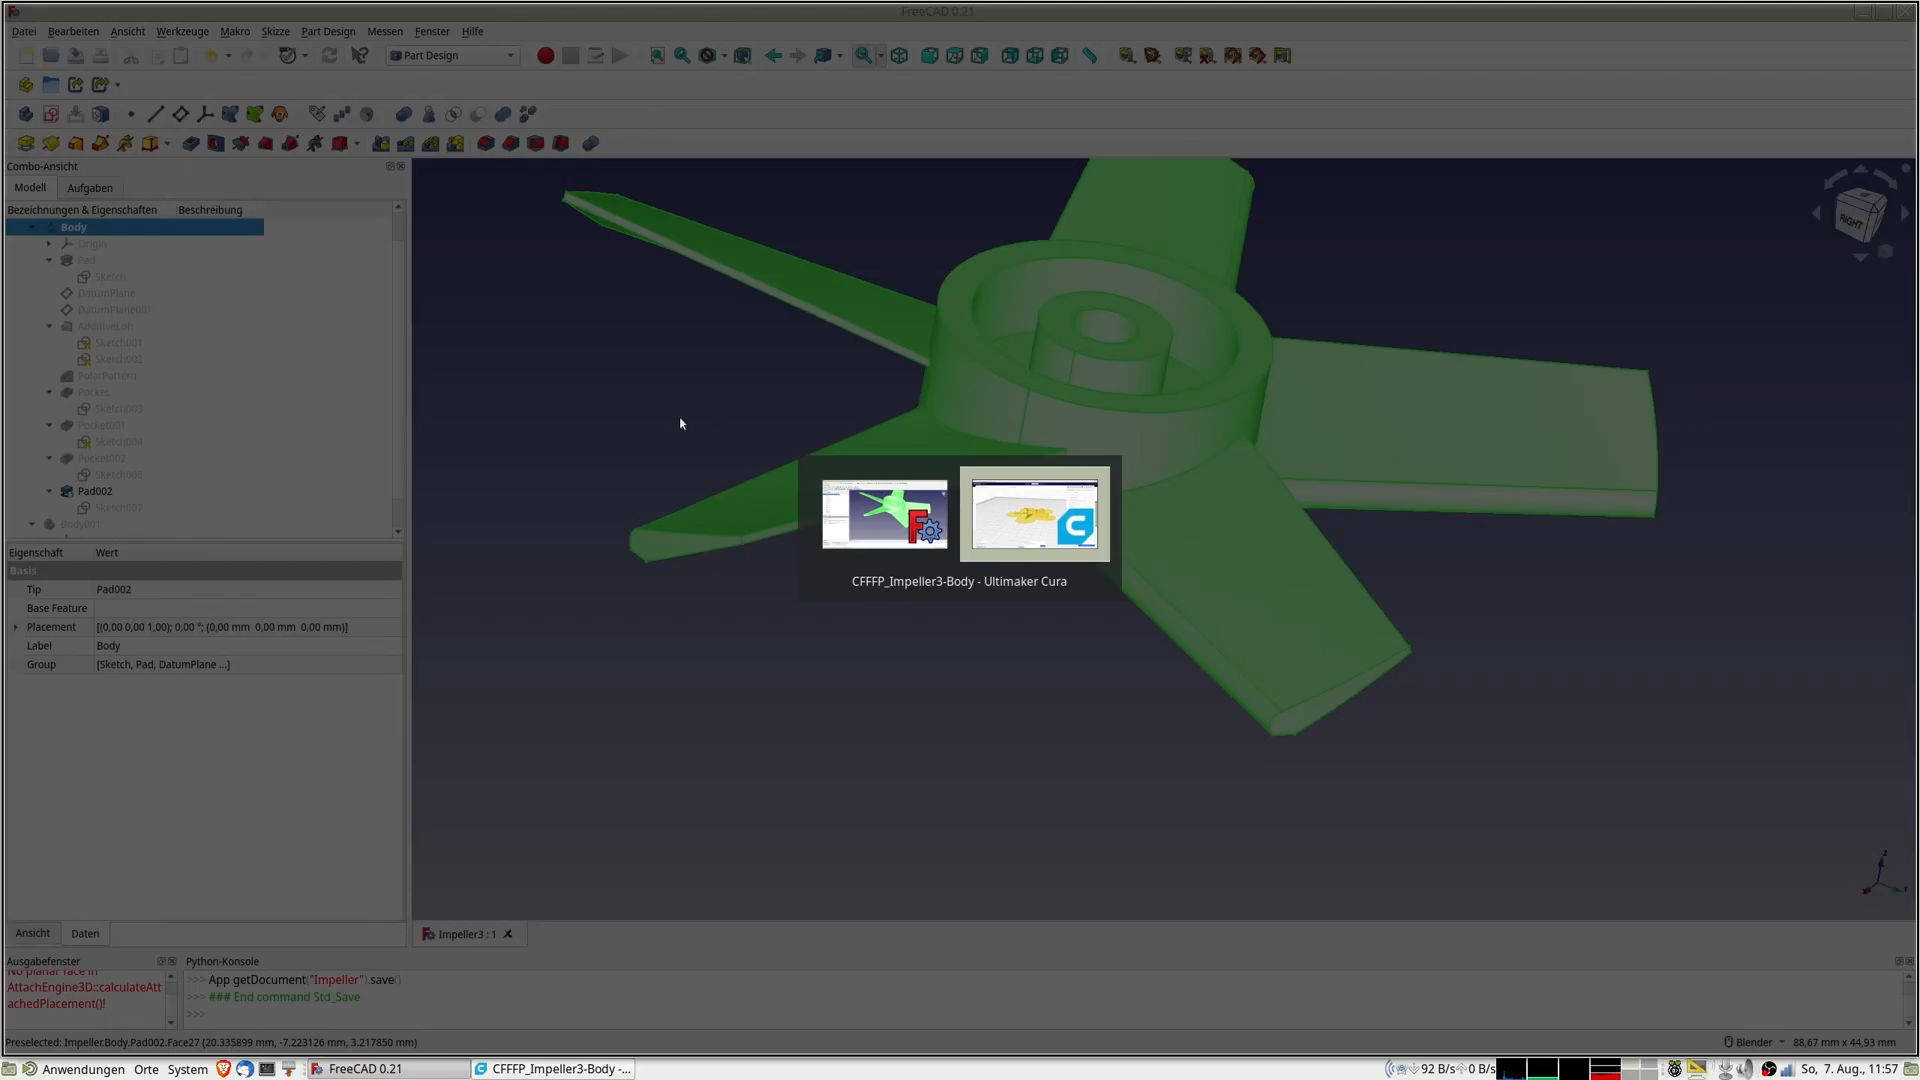 FreeCAD 0.21
Datei Bearbeiten Ansicht Werkzeuge Makro Skizze Part Design Messen Fenster Hilfe
Part Design
Combo-Ansicht
Modell Aufgaben
Bezeichnungen & Eigenschaften Beschreibung
Body
Origin
Pad
Sketch
DatumPlane
DatumPlane001
AdditiveLoft
Sketch001
Sketch002
PolarPattern
Pocket
Sketch003
Pocket001
Sketch004
Pocket002
Sketch006
Pad002
Sketch007
Body001
RIGHT
CFFFP_Impeller3-Body - Ultimaker Cura
Eigenschaft Wert
Basis
Tip Pad002
Base Feature
Placement [(0,00 0,00 1,00); 0,00 °; (0,00 mm 0,00 mm 0,00 mm)]
Label Body
Group [Sketch, Pad, DatumPlane ...]
Ansicht Daten
Impeller3 : 1
Ausgabefenster
No planar face in
AttachEngine3D::calculateAtt
achedPlacement()!
Python-Konsole
>>> App.getDocument("Impeller").save()
>>> ### End command Std_Save
>>>
Preselected: Impeller.Body.Pad002.Face27 (20.335899 mm, -7.223126 mm, 3.217850 mm)
Blender 88,67 mm x 44,93 mm
Anwendungen Orte System FreeCAD 0.21 CFFFP_Impeller3-Body -... 92 B/s 0 B/s So, 7. Aug., 11:57